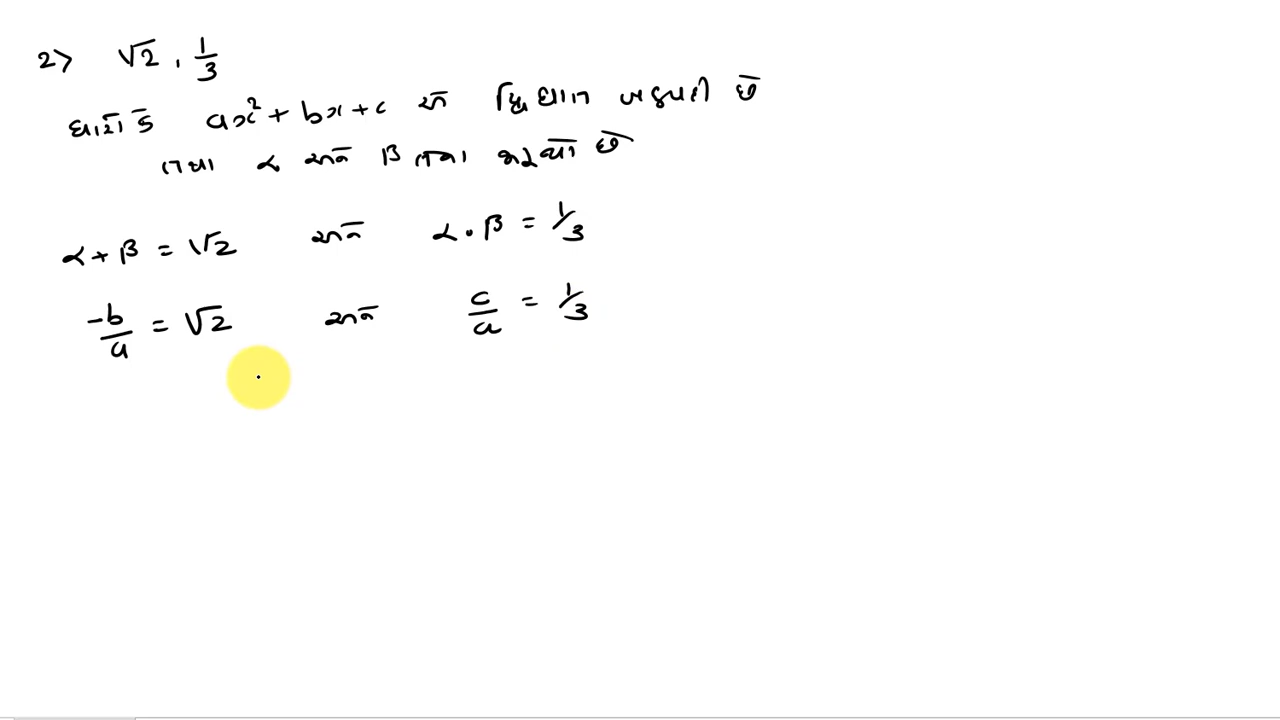 2> √2, 1/3
ધારો કે ax² + bx + c એ દ્વિઘાત બહુપદી છે
તથા α અને β તેના શૂન્યો છે
α + β = √2 અને α · β = 1/3
-b/a = √2 અને c/a = 1/3